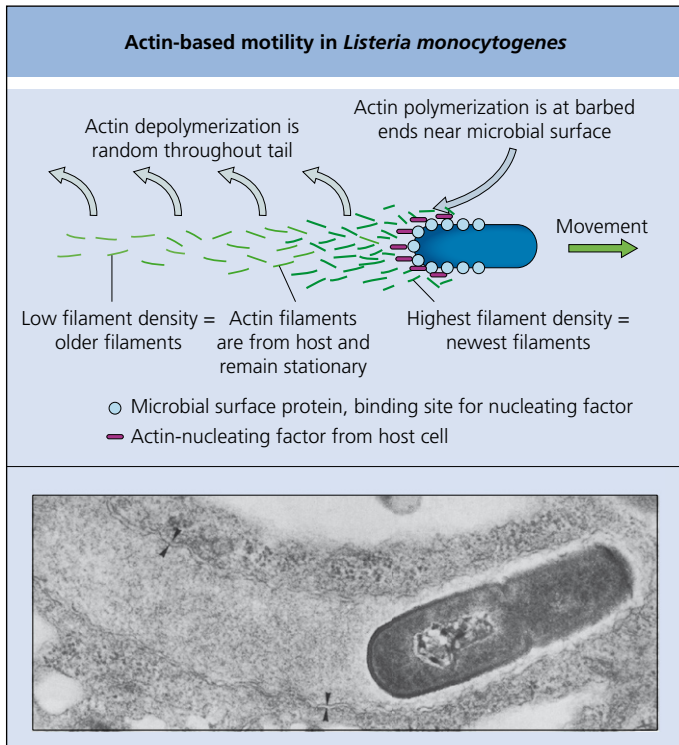 Actin-based motility in Listeria monocytogenes
Actin depolymerization is
random throughout tail
Actin polymerization is at barbed
ends near microbial surface
Movement
Low filament density =
older filaments
Actin filaments
are from host and
remain stationary
Highest filament density =
newest filaments
Microbial surface protein, binding site for nucleating factor
Actin-nucleating factor from host cell